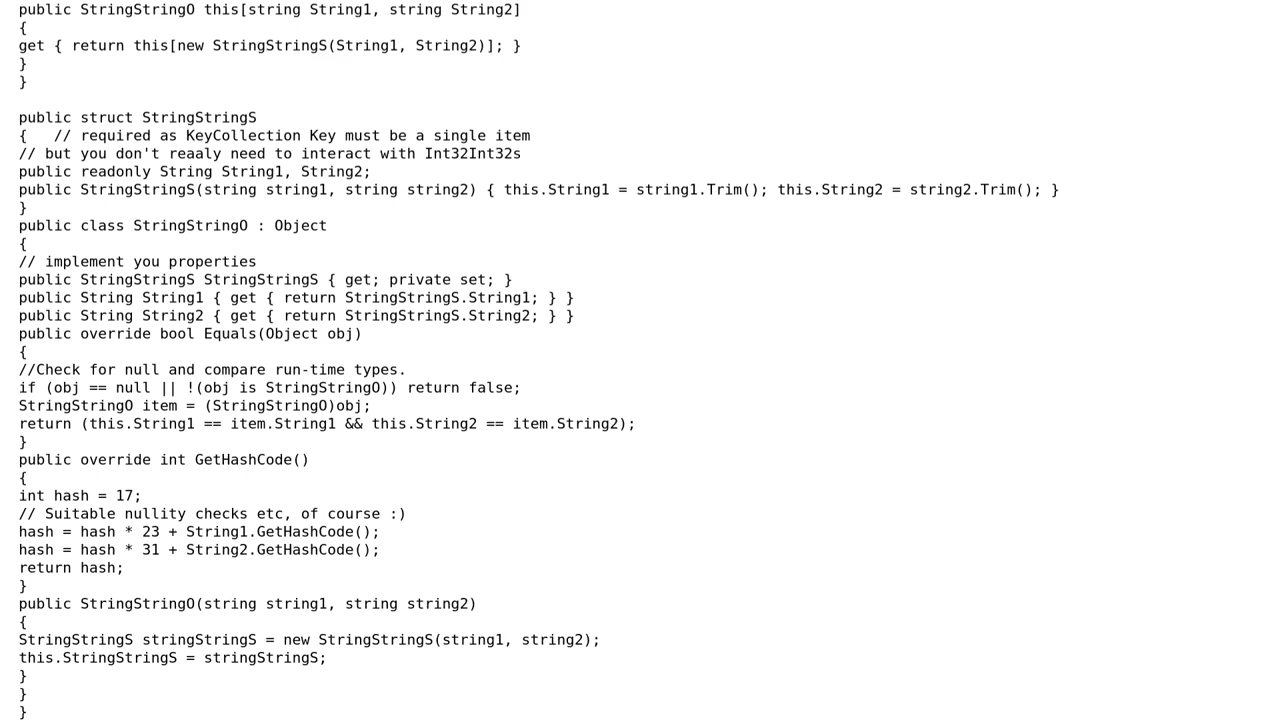 public StringStringO this[string String1, string String2]
{
get { return this[new StringStringS(String1, String2)]; }
}
}
public struct StringStringS
{   // required as KeyCollection Key must be a single item
// but you don't reaaly need to interact with Int32Int32s
public readonly String String1, String2;
public StringStringS(string string1, string string2) { this.String1 = string1.Trim(); this.String2 = string2.Trim(); }
}
public class StringStringO : Object
{
// implement you properties
public StringStringS StringStringS { get; private set; }
public String String1 { get { return StringStringS.String1; } }
public String String2 { get { return StringStringS.String2; } }
public override bool Equals(Object obj)
{
//Check for null and compare run-time types.
if (obj == null || !(obj is StringStringO)) return false;
StringStringO item = (StringStringO)obj;
return (this.String1 == item.String1 && this.String2 == item.String2);
}
public override int GetHashCode()
{
int hash = 17;
// Suitable nullity checks etc, of course :)
hash = hash * 23 + String1.GetHashCode();
hash = hash * 31 + String2.GetHashCode();
return hash;
}
public StringStringO(string string1, string string2)
{
StringStringS stringStringS = new StringStringS(string1, string2);
this.StringStringS = stringStringS;
}
}
}